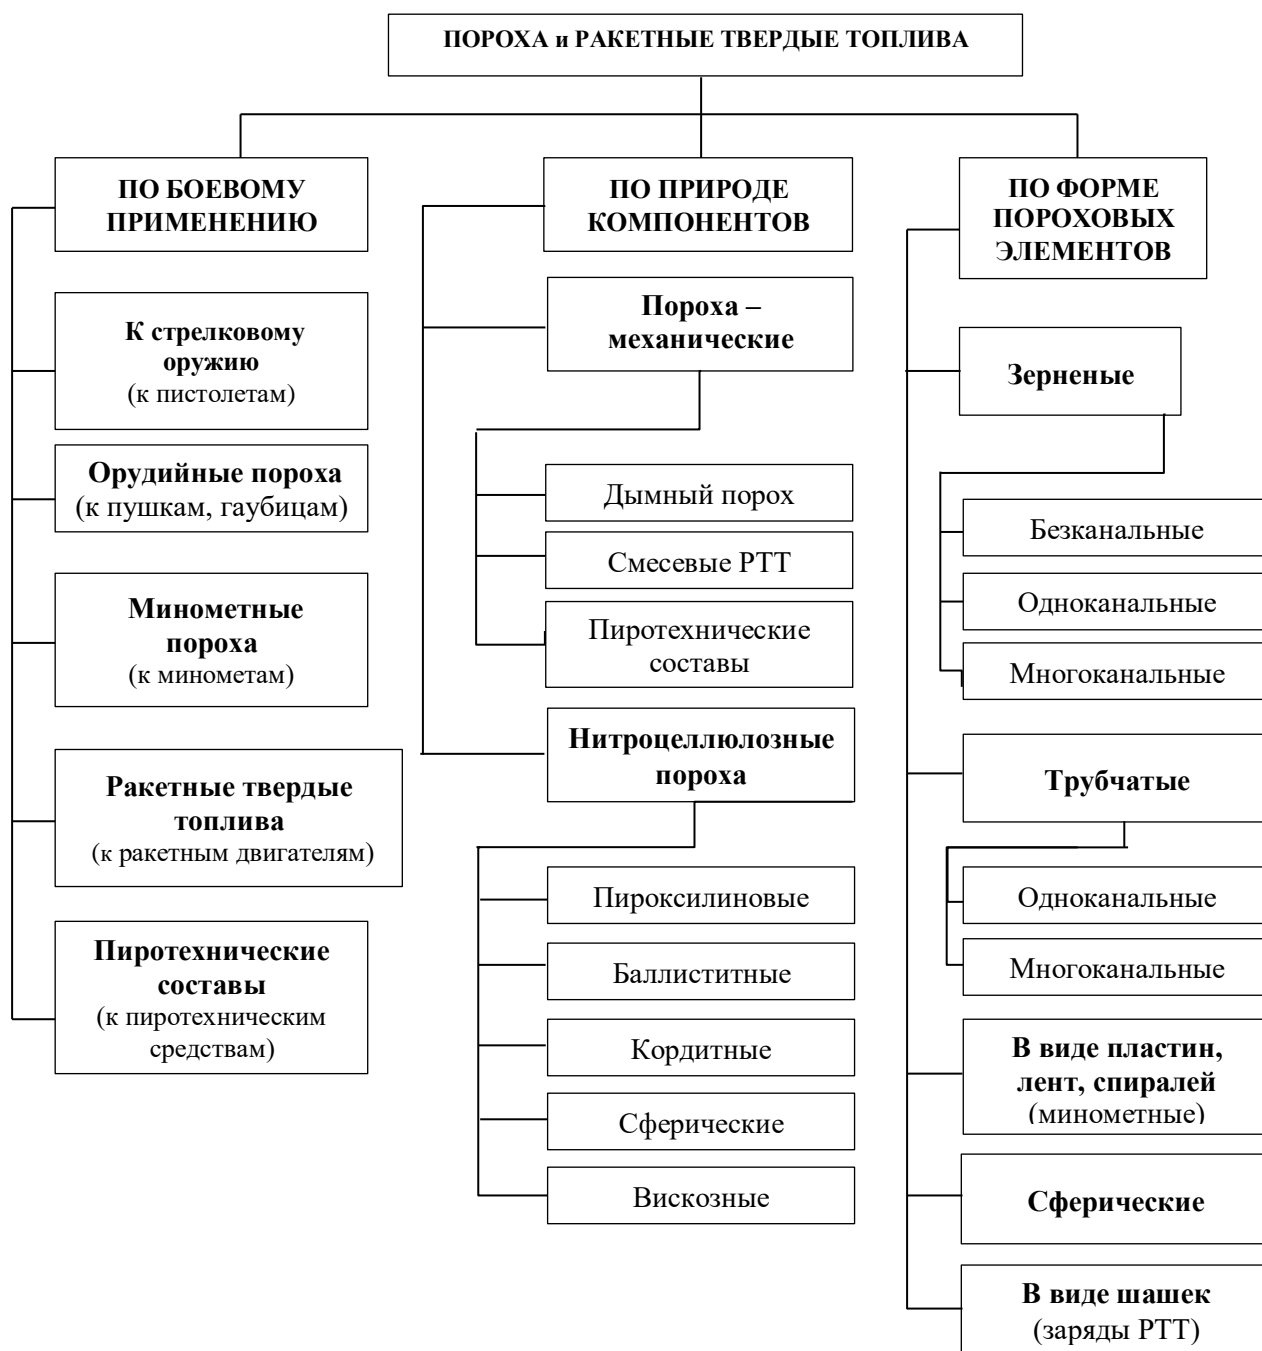 ПОРОХА и РАКЕТНЫЕ ТВЕРДЫЕ ТОПЛИВА
ПО БОЕВОМУ
ПРИМЕНЕНИЮ
К стрелковому
оружию
(к пистолетам)
Орудийные пороха
(к пушкам, гаубицам)
Минометные
пороха
(к минометам)
Ракетные твердые
топлива
(к ракетным двигателям)
Пиротехнические
составы
(к пиротехническим
средствам)
ПО ПРИРОДЕ
КОМПОНЕНТОВ
Пороха –
механические
Дымный порох
Смесевые РТТ
Пиротехнические
составы
Нитроцеллюлозные
пороха
Пироксилиновые
Баллиститные
Кордитные
Сферические
Вискозные
ПО ФОРМЕ
ПОРОХОВЫХ
ЭЛЕМЕНТОВ
Зерненые
Безканальные
Одноканальные
Многоканальные
Трубчатые
Одноканальные
Многоканальные
В виде пластин,
лент, спиралей
(минометные)
Сферические
В виде шашек
(заряды РТТ)